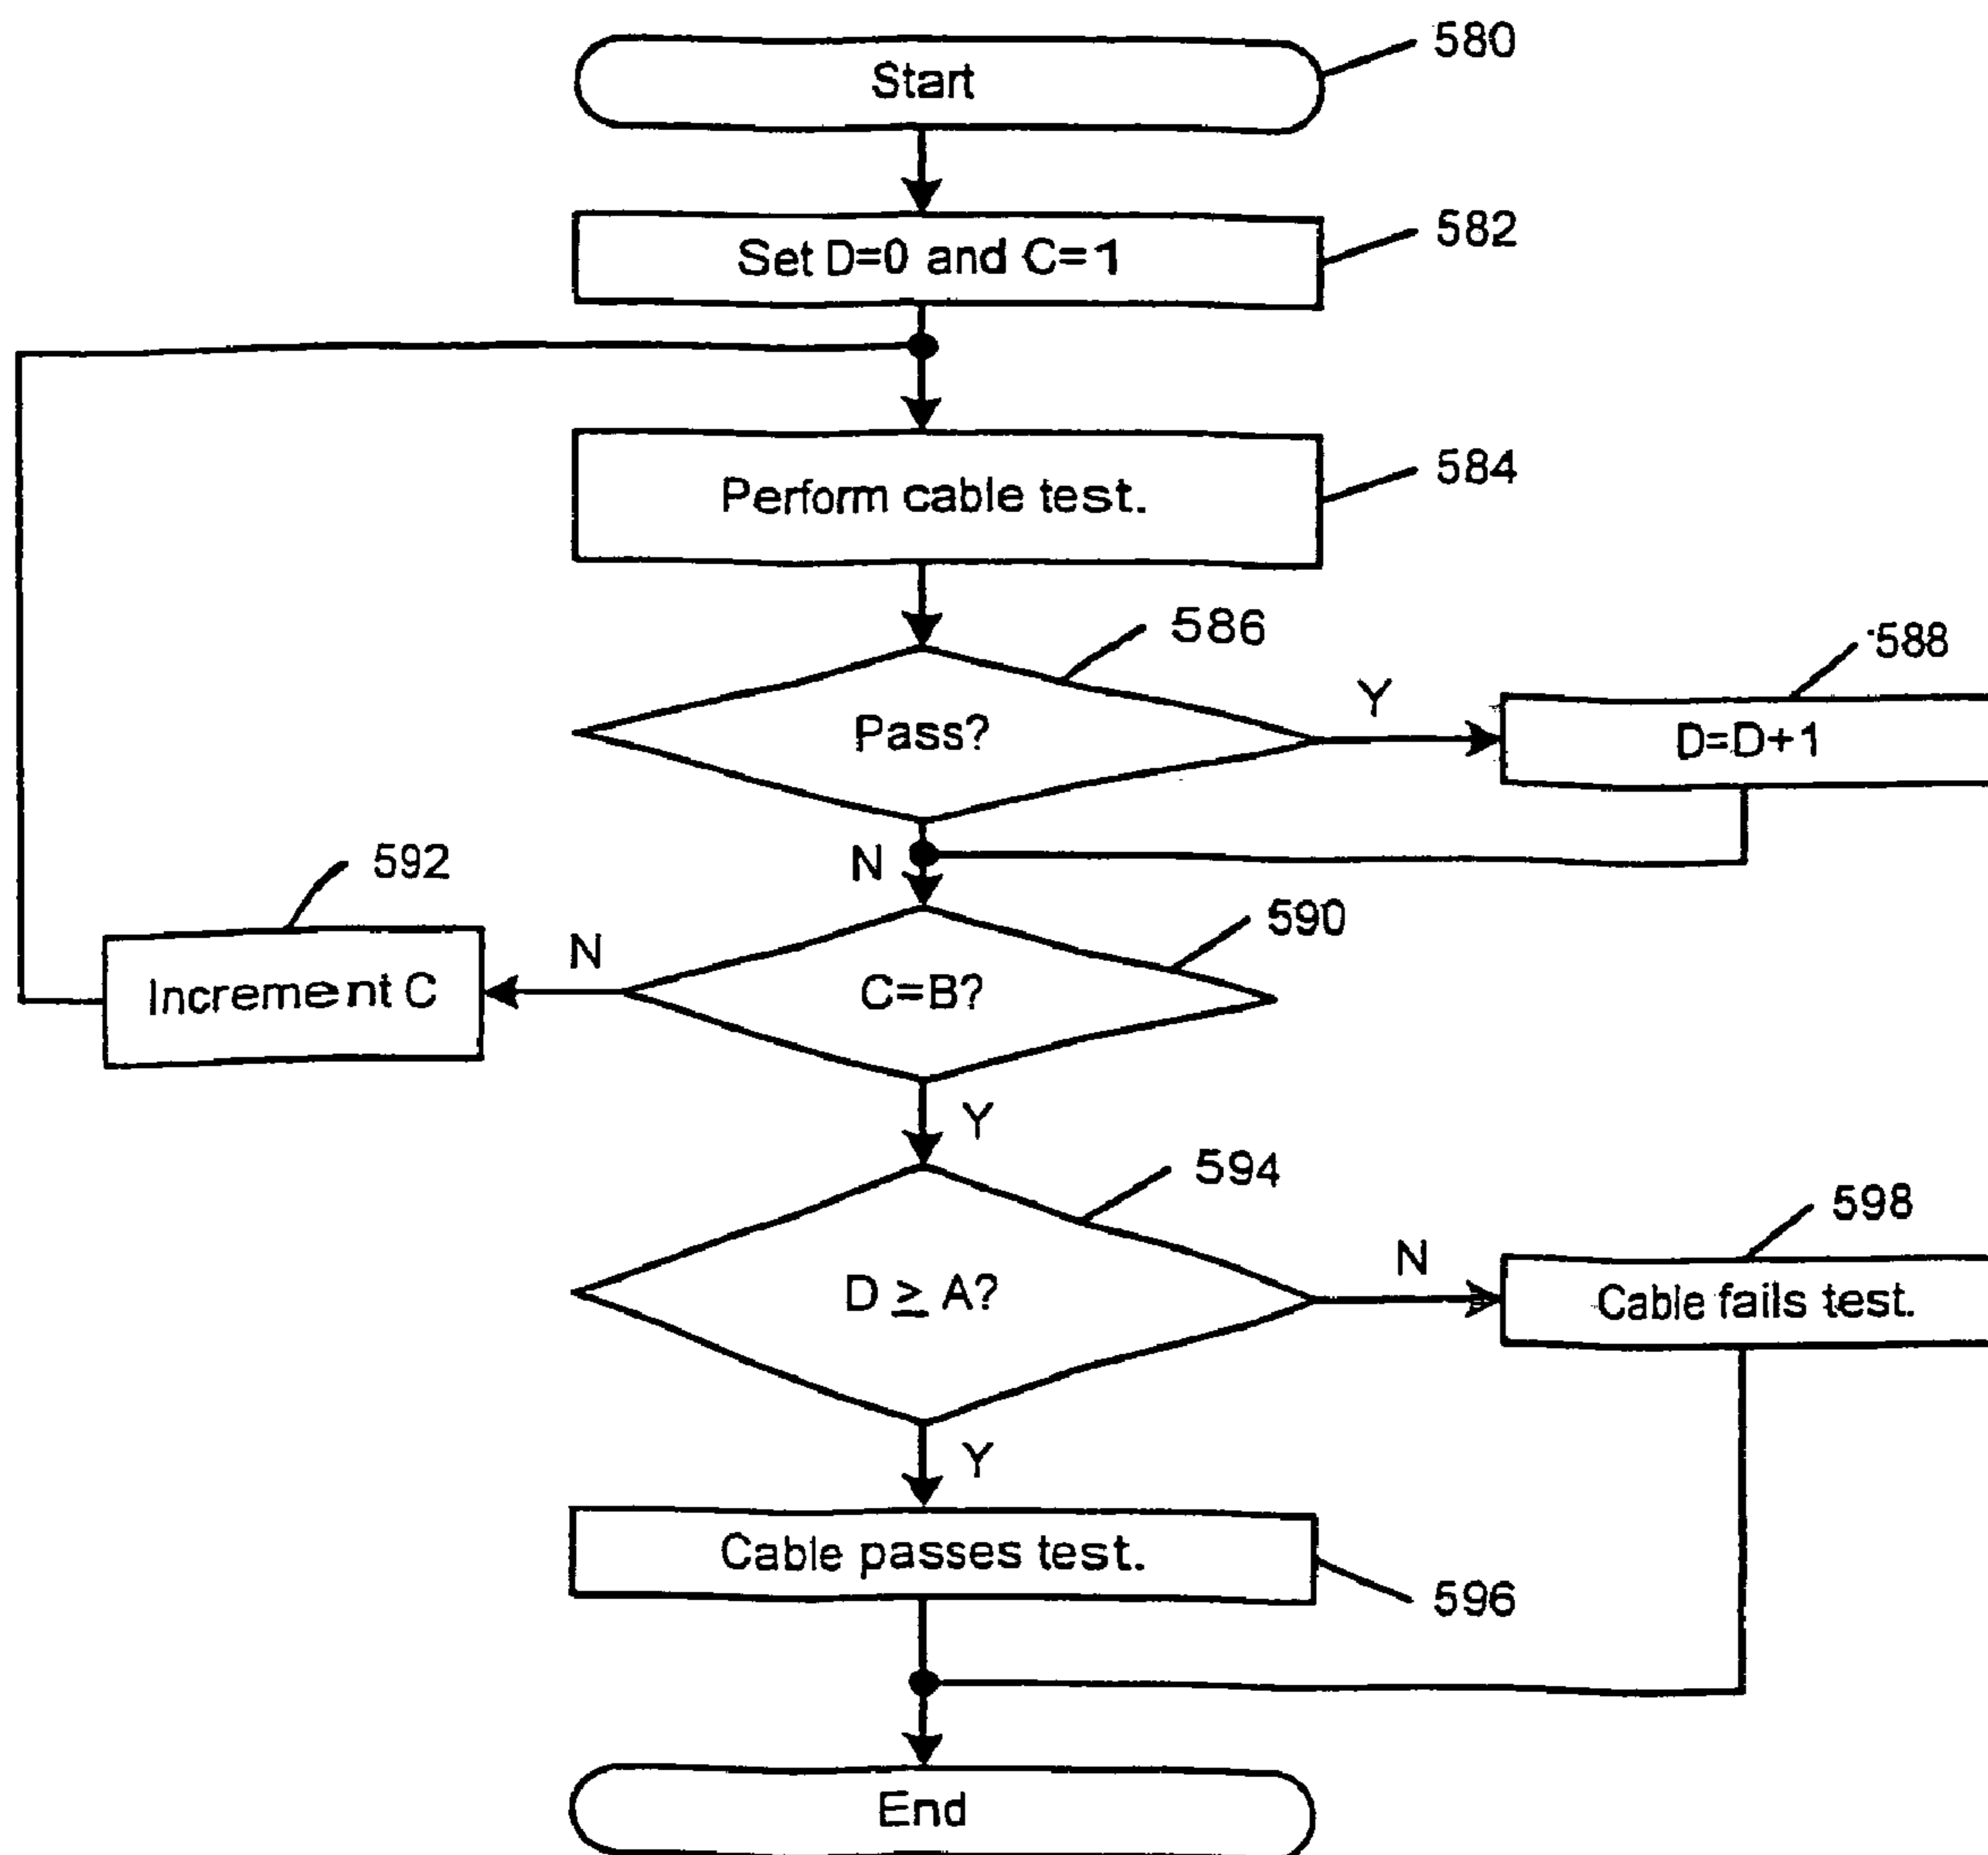 Start
580
Set D=0 and C=1
582
Perform cable test.
584
586
Pass?
Y
588
D=D+1
N
592
Increment C
N
590
C=B?
Y
594
D ≥ A?
N
598
Cable fails test.
Y
Cable passes test.
596
End